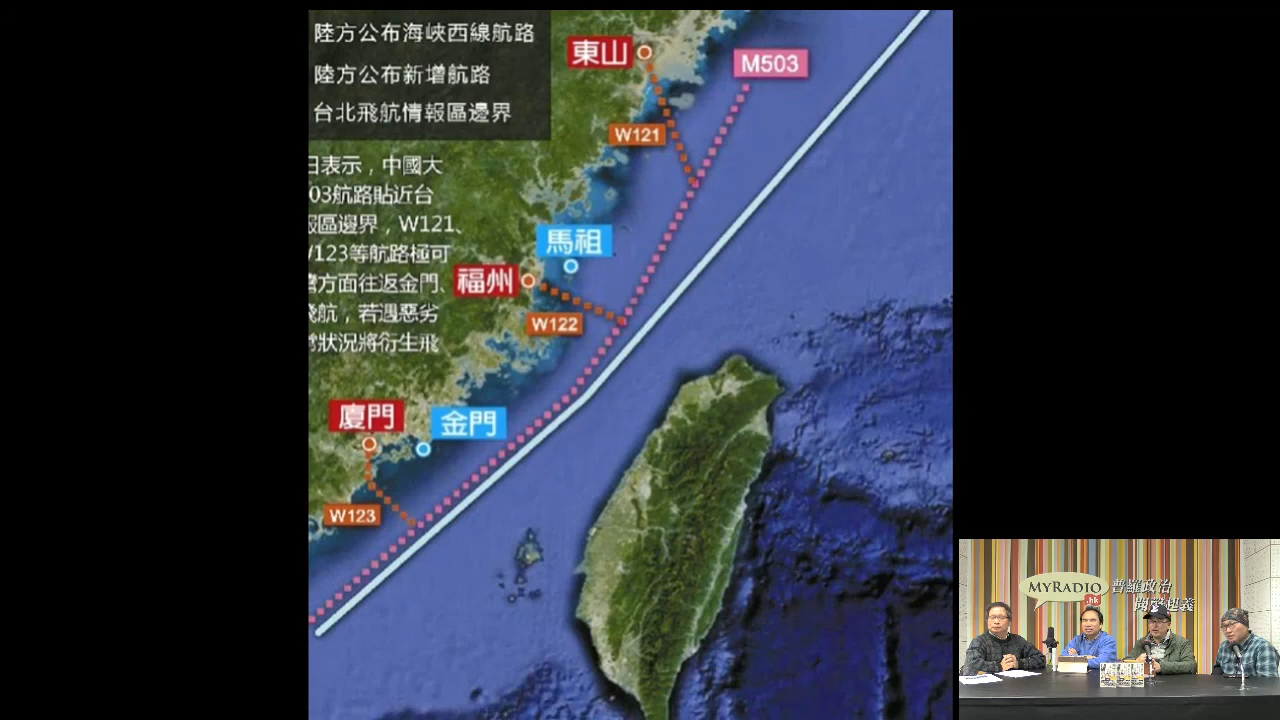 陸方公布海峽西線航路
陸方公布新增航路
台北飛航情報區邊界
日表示，中國大
03航路貼近台
報區邊界，W121、
W123等航路極可
灣方面往返金門、
飛航，若遇惡劣
常狀況將衍生飛
東山
M503
W121
馬祖
福州
W122
廈門
金門
W123
MYRADIO
.hk
普羅政治